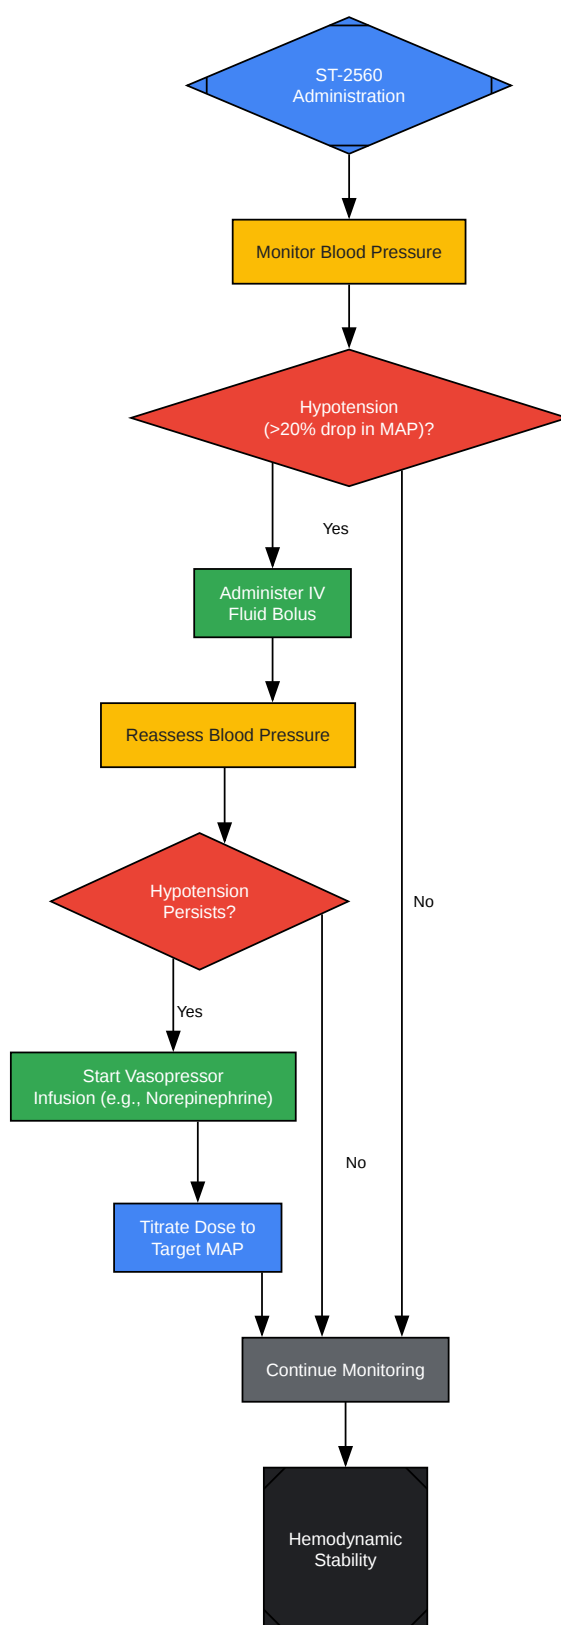 ST-2560
Administration
Monitor Blood Pressure
Hypotension
(>20% drop in MAP)?
Yes
Administer IV
Fluid Bolus
Reassess Blood Pressure
Hypotension
Persists?
No
Yes
Start Vasopressor
Infusion (e.g., Norepinephrine)
No
Titrate Dose to
Target MAP
Continue Monitoring
Hemodynamic
Stability